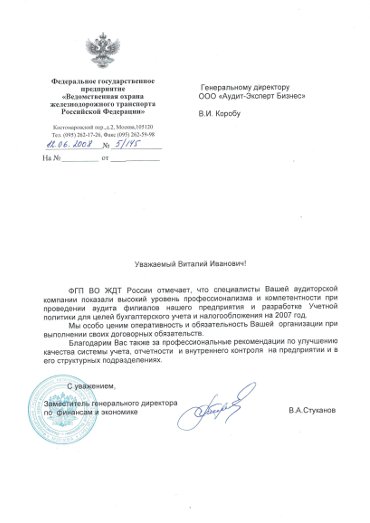 Федеральное государственное
предприятие
«Ведомственная охрана
железнодорожного транспорта
Российской Федерации»
Костомаровский пер.,д.2, Москва,105120
Тел. (095) 262-17-26, Факс (095) 262-59-98
12.06.2008 № 5/145
На № от
Генеральному директору
ООО «Аудит-Эксперт Бизнес»
В.И. Коробу
Уважаемый Виталий Иванович!
ФГП ВО ЖДТ России отмечает, что специалисты Вашей аудиторской
компании показали высокий уровень профессионализма и компетентности при
проведении аудита филиалов нашего предприятия и разработке Учетной
политики для целей бухгалтерского учета и налогообложения на 2007 год.
Мы особо ценим оперативность и обязательность Вашей организации при
выполнении своих договорных обязательств.
Благодарим Вас также за профессиональные рекомендации по улучшению
качества системы учета, отчетности и внутреннего контроля на предприятии и в
его структурных подразделениях.
С уважением,
Заместитель генерального директора
по финансам и экономике
В.А.Стуканов